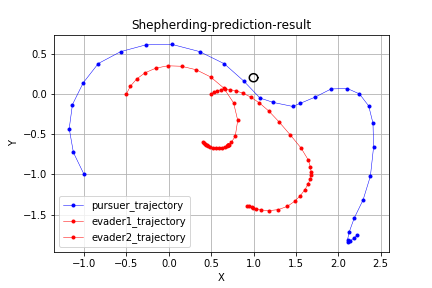 Shepherding-prediction-result
Y
0.5
0.0
−0.5
−1.0
−1.5
pursuer_trajectory
evader1_trajectory
evader2_trajectory
−1.0 −0.5 0.0 0.5 1.0 1.5 2.0 2.5
X